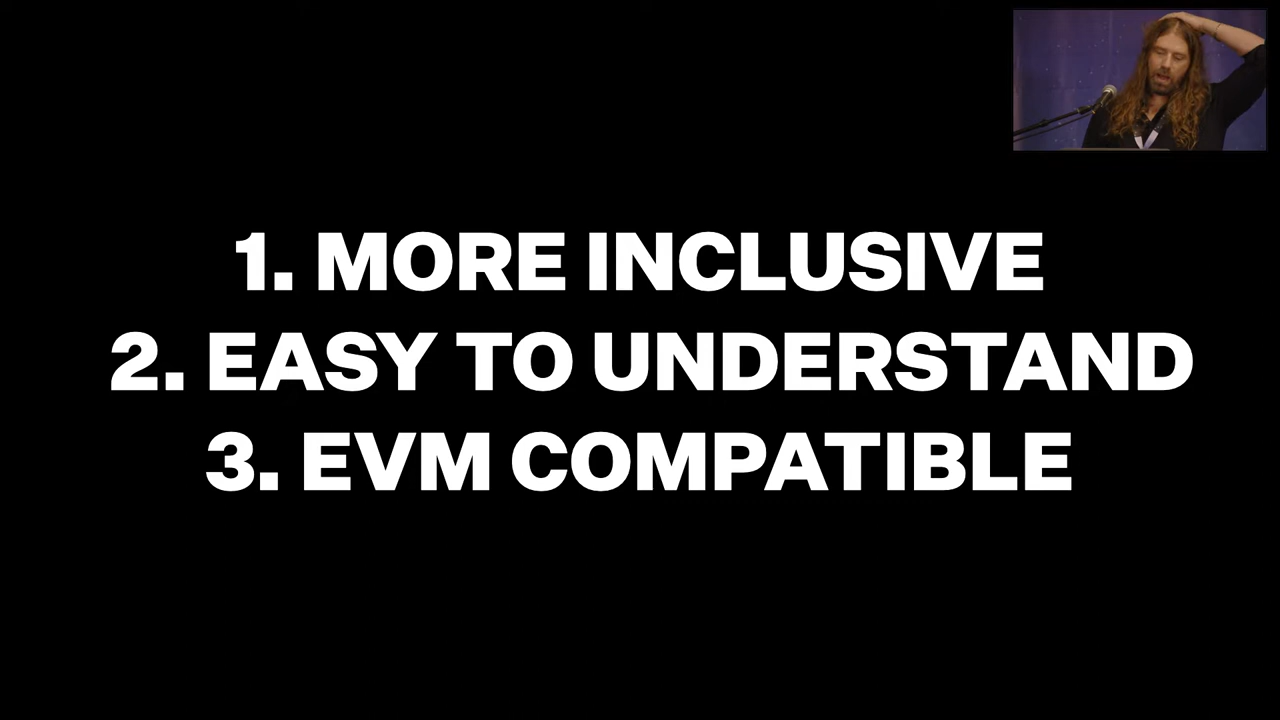 1. MORE INCLUSIVE
2. EASY TO UNDERSTAND
3. EVM COMPATIBLE